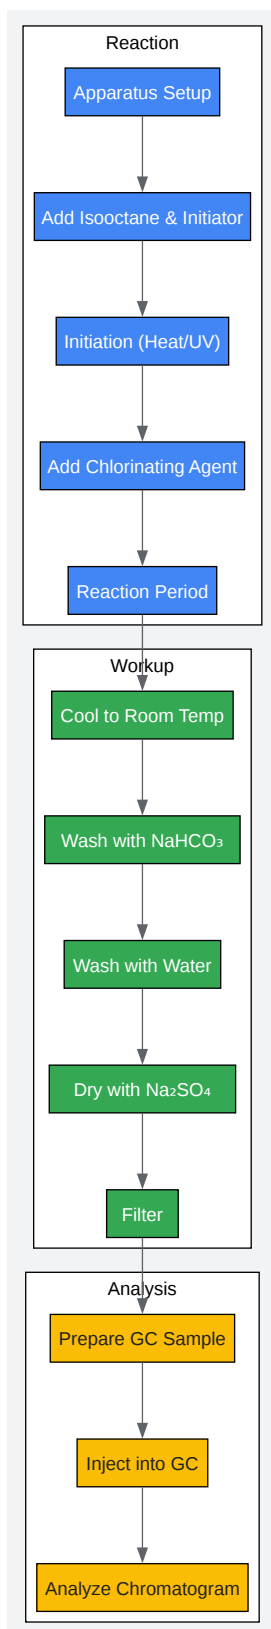 Reaction
Apparatus Setup
Add Isooctane & Initiator
Initiation (Heat/UV)
Add Chlorinating Agent
Reaction Period
Workup
Cool to Room Temp
Wash with NaHCO₃
Wash with Water
Dry with Na₂SO₄
Filter
Analysis
Prepare GC Sample
Inject into GC
Analyze Chromatogram